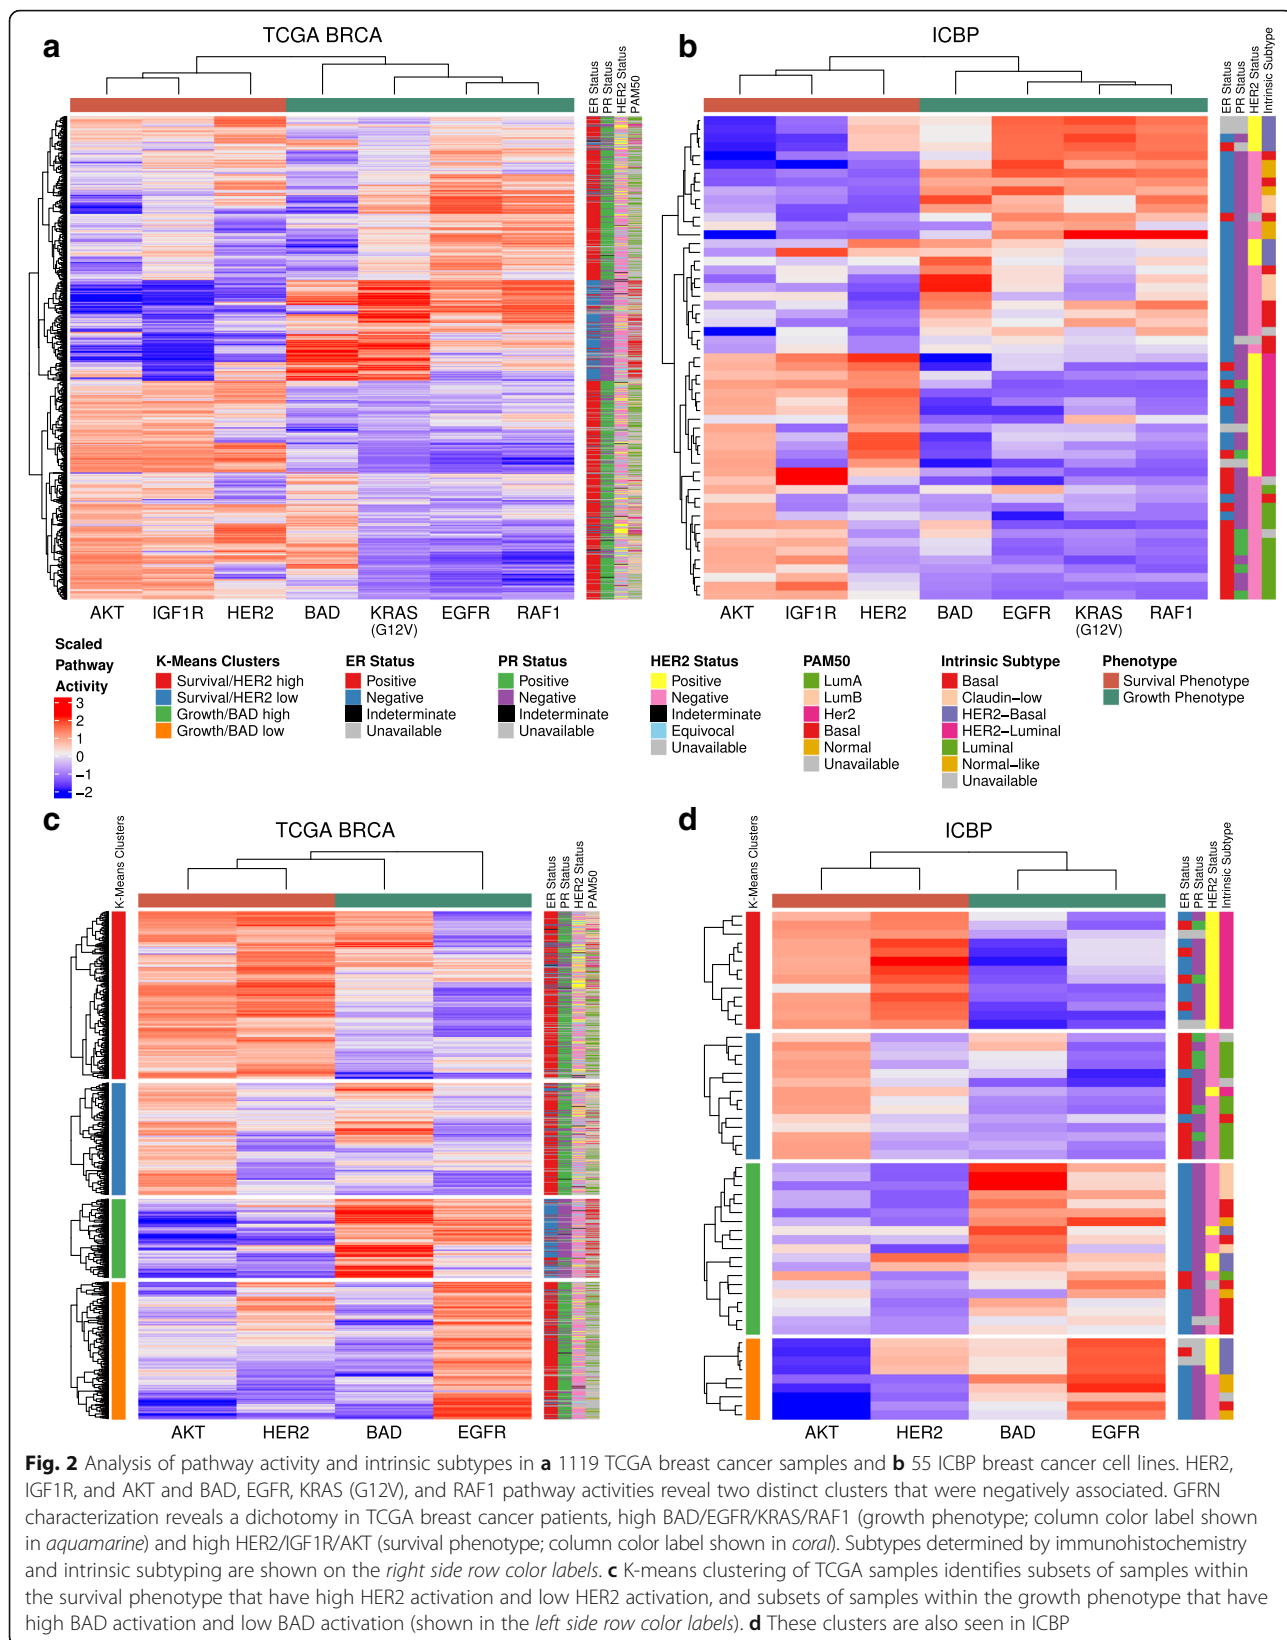 a
TCGA BRCA
ER Status
PR Status
HER2 Status
PAM50
AKT IGF1R HER2 BAD KRAS EGFR RAF1
(G12V)
b
ICBP
ER Status
PR Status
HER2 Status
Intrinsic Subtype
AKT IGF1R HER2 BAD EGFR KRAS RAF1
(G12V)
Scaled
Pathway
Activity
3
2
1
0
−1
−2
K-Means Clusters
Survival/HER2 high
Survival/HER2 low
Growth/BAD high
Growth/BAD low
ER Status
Positive
Negative
Indeterminate
Unavailable
PR Status
Positive
Negative
Indeterminate
Unavailable
HER2 Status
Positive
Negative
Indeterminate
Equivocal
Unavailable
PAM50
LumA
LumB
Her2
Basal
Normal
Unavailable
Intrinsic Subtype
Basal
Claudin−low
HER2−Basal
HER2−Luminal
Luminal
Normal−like
Unavailable
Phenotype
Survival Phenotype
Growth Phenotype
c
K-Means Clusters
TCGA BRCA
ER Status
PR Status
HER2 Status
PAM50
AKT HER2 BAD EGFR
d
K-Means Clusters
ICBP
ER Status
PR Status
HER2 Status
Intrinsic Subtype
AKT HER2 BAD EGFR
Fig. 2 Analysis of pathway activity and intrinsic subtypes in a 1119 TCGA breast cancer samples and b 55 ICBP breast cancer cell lines. HER2,
IGF1R, and AKT and BAD, EGFR, KRAS (G12V), and RAF1 pathway activities reveal two distinct clusters that were negatively associated. GFRN
characterization reveals a dichotomy in TCGA breast cancer patients, high BAD/EGFR/KRAS/RAF1 (growth phenotype; column color label shown
in aquamarine) and high HER2/IGF1R/AKT (survival phenotype; column color label shown in coral). Subtypes determined by immunohistochemistry
and intrinsic subtyping are shown on the right side row color labels. c K-means clustering of TCGA samples identifies subsets of samples within
the survival phenotype that have high HER2 activation and low HER2 activation, and subsets of samples within the growth phenotype that have
high BAD activation and low BAD activation (shown in the left side row color labels). d These clusters are also seen in ICBP